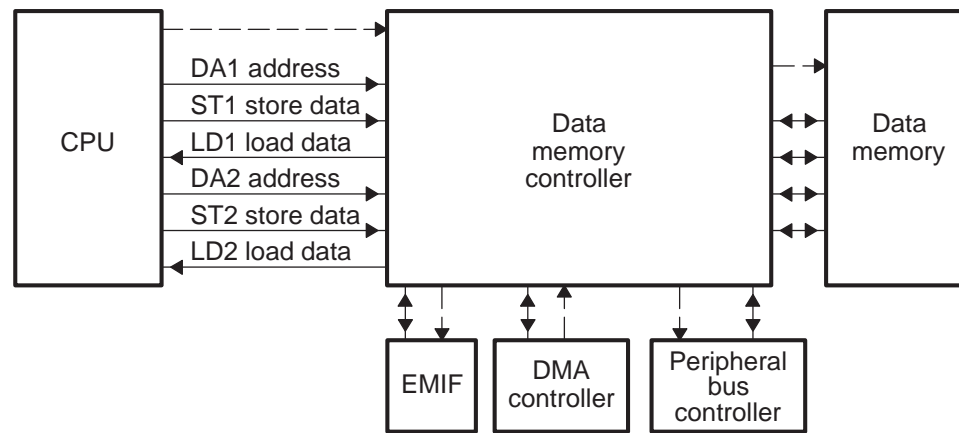 CPU
DA1 address
ST1 store data
LD1 load data
DA2 address
ST2 store data
LD2 load data
Data
memory
controller
Data
memory
EMIF
DMA
controller
Peripheral
bus
controller